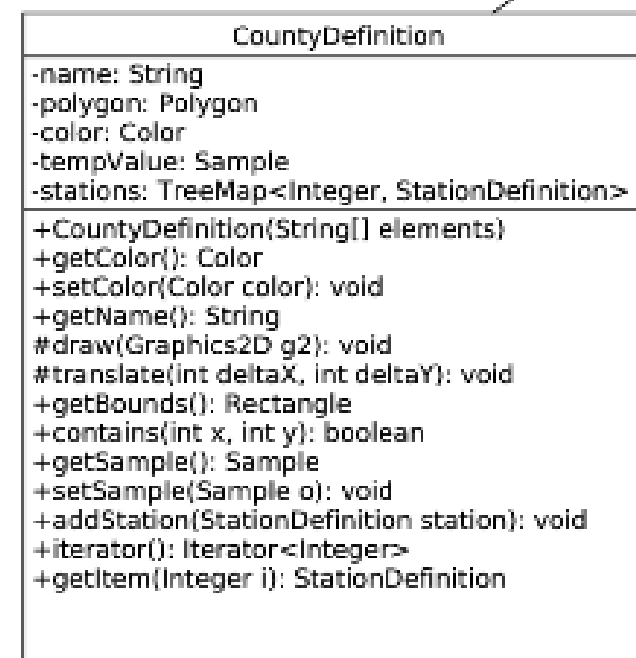 CountyDefinition
-name: String
-polygon: Polygon
-color: Color
-tempValue: Sample
-stations: TreeMap<Integer, StationDefinition>
+CountyDefinition(String[] elements)
+getColor(): Color
+setColor(Color color): void
+getName(): String
#draw(Graphics2D g2): void
#translate(int deltaX, int deltaY): void
+getBounds(): Rectangle
+contains(int x, int y): boolean
+getSample(): Sample
+setSample(Sample o): void
+addStation(StationDefinition station): void
+iterator(): Iterator<Integer>
+getItem(Integer i): StationDefinition